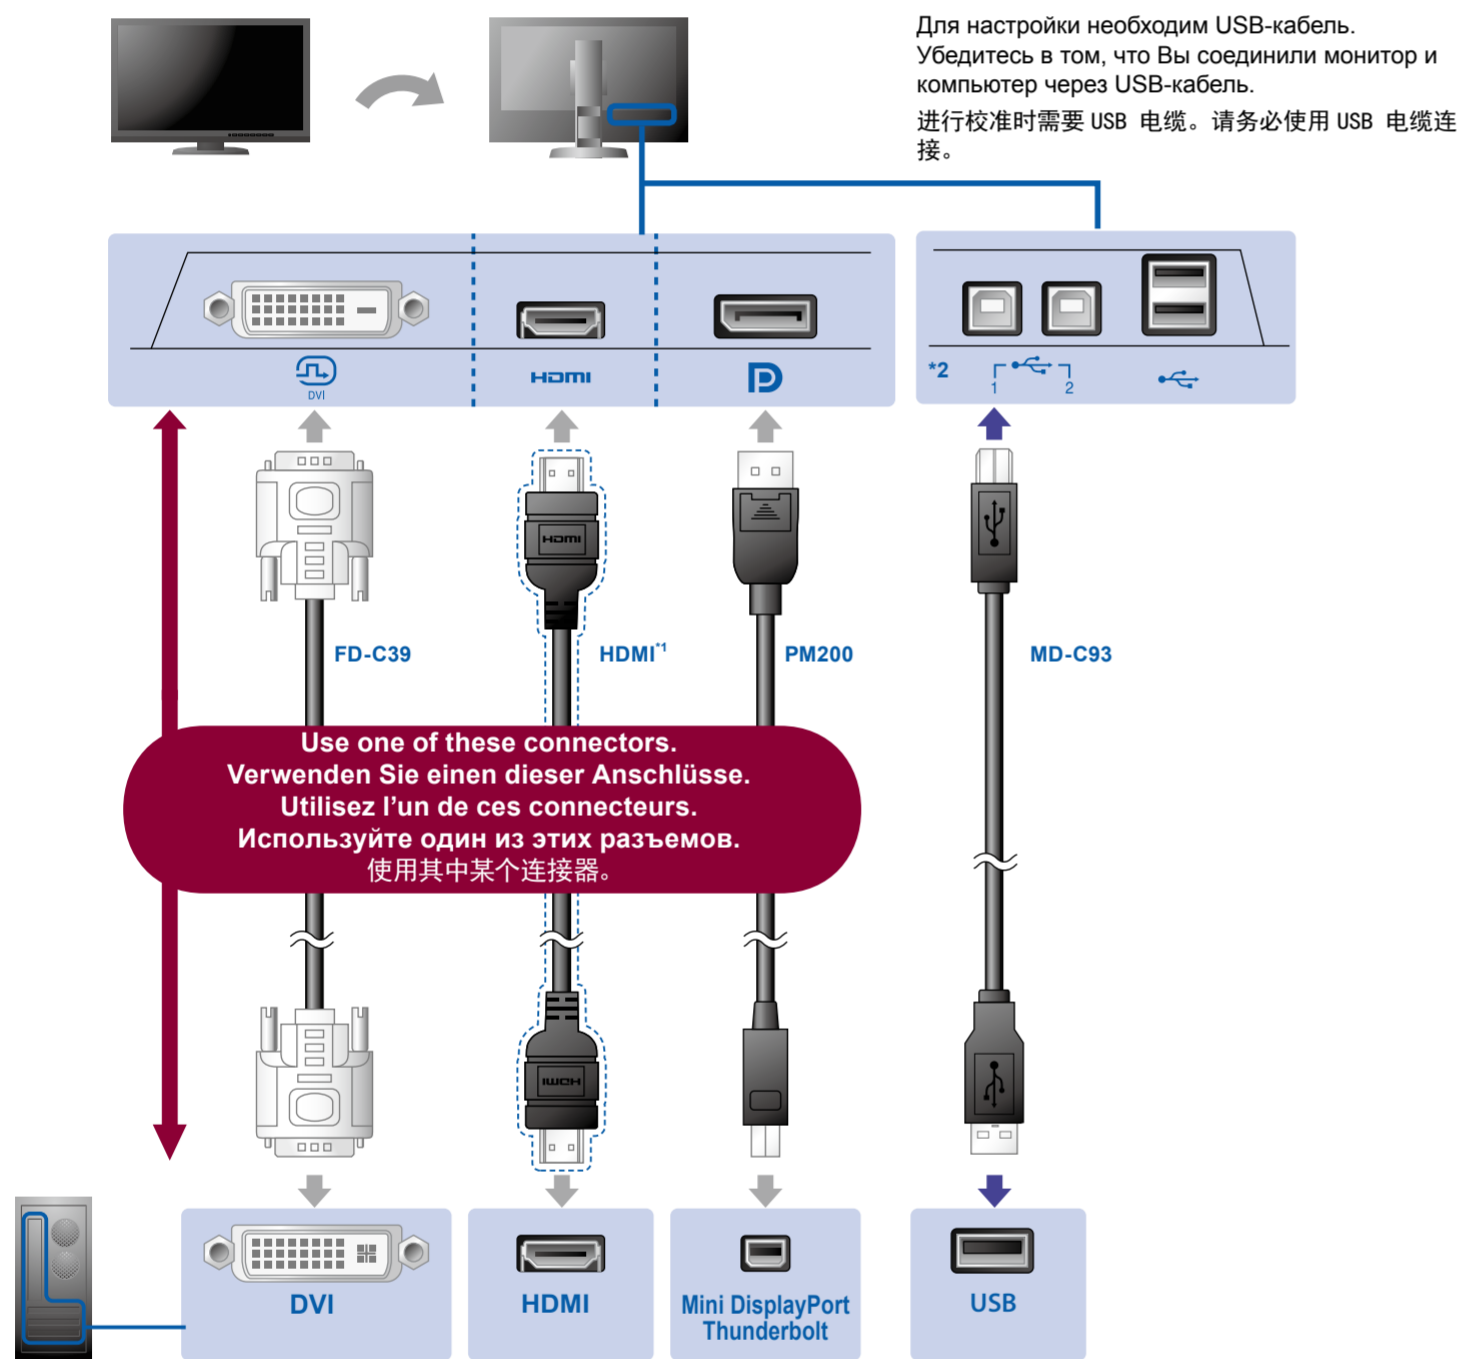 Для настройки необходим USB-кабель.
Убедитесь в том, что Вы соединили монитор и
компьютер через USB-кабель.
进行校准时需要 USB 电缆。请务必使用 USB 电缆连
接。
DVI
HDMI
*2
1
2
HDMI
FD-C39
HDMI*1
PM200
MD-C93
Use one of these connectors.
Verwenden Sie einen dieser Anschlüsse.
Utilisez l'un de ces connecteurs.
Используйте один из этих разъемов.
使用其中某个连接器。
HDMI
DVI
HDMI
Mini DisplayPort
Thunderbolt
USB